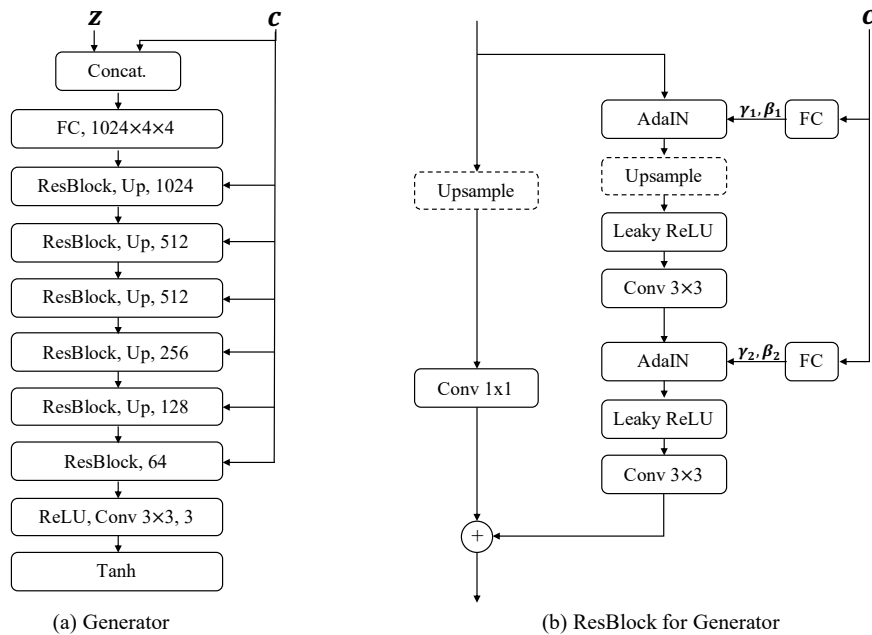 z
c
Concat.
FC, 1024×4×4
ResBlock, Up, 1024
ResBlock, Up, 512
ResBlock, Up, 512
ResBlock, Up, 256
ResBlock, Up, 128
ResBlock, 64
ReLU, Conv 3×3, 3
Tanh
(a) Generator
c
AdaIN
γ₁, β₁
FC
Upsample
Upsample
Leaky ReLU
Conv 3×3
AdaIN
γ₂, β₂
FC
Conv 1x1
Leaky ReLU
Conv 3×3
+
(b) ResBlock for Generator